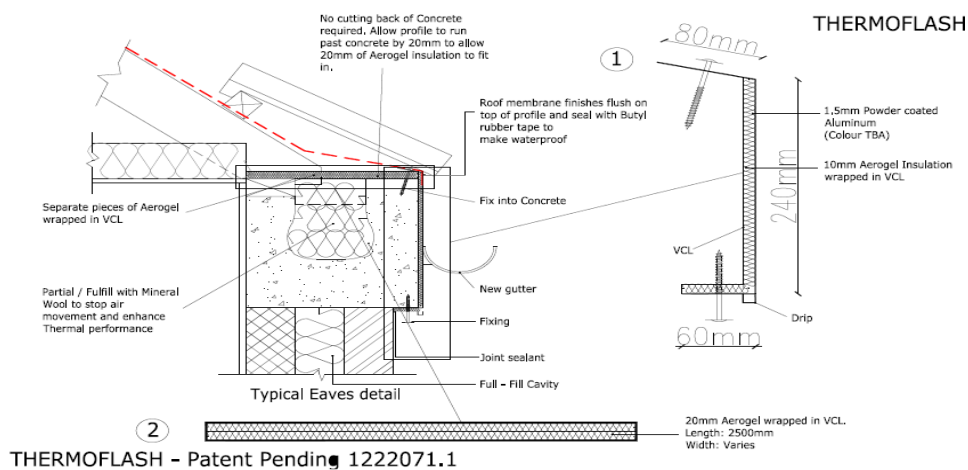 No cutting back of Concrete
required. Allow profile to run
past concrete by 20mm to allow
20mm of Aerogel insulation to fit
in.
THERMOFLASH
80mm
1
Roof membrane finishes flush on
top of profile and seal with Butyl
rubber tape to
make waterproof
1,5mm Powder coated
Aluminum
(Colour TBA)
10mm Aerogel Insulation
wrapped in VCL
240mm
Separate pieces of Aerogel
wrapped in VCL
Fix into Concrete
VCL
Partial / Fulfill with Mineral
Wool to stop air
movement and enhance
Thermal performance
New gutter
Fixing
Drip
60mm
Joint sealant
Full - Fill Cavity
Typical Eaves detail
2
20mm Aerogel wrapped in VCL.
Length: 2500mm
Width: Varies
THERMOFLASH - Patent Pending 1222071.1